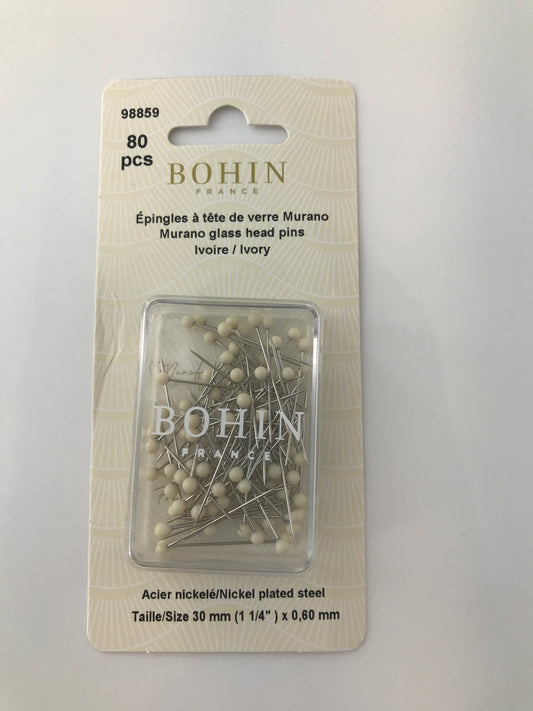 98859
80
pcs
BOHIN
FRANCE
Épingles à tête de verre Murano
Murano glass head pins
Ivoire / Ivory
BOHIN
FRANCE
Acier nickelé/Nickel plated steel
Taille/Size 30 mm (1 1/4" ) x 0,60 mm